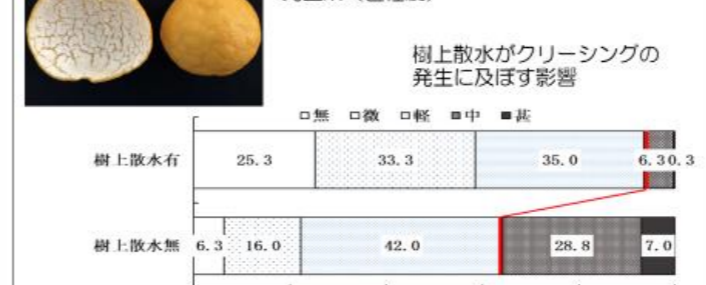 樹上散水がクリーシングの
発生に及ぼす影響
無 微 軽 中 甚
樹上散水有 25.3 33.3 35.0 6.3 0.3
樹上散水無 6.3 16.0 42.0 28.8 7.0